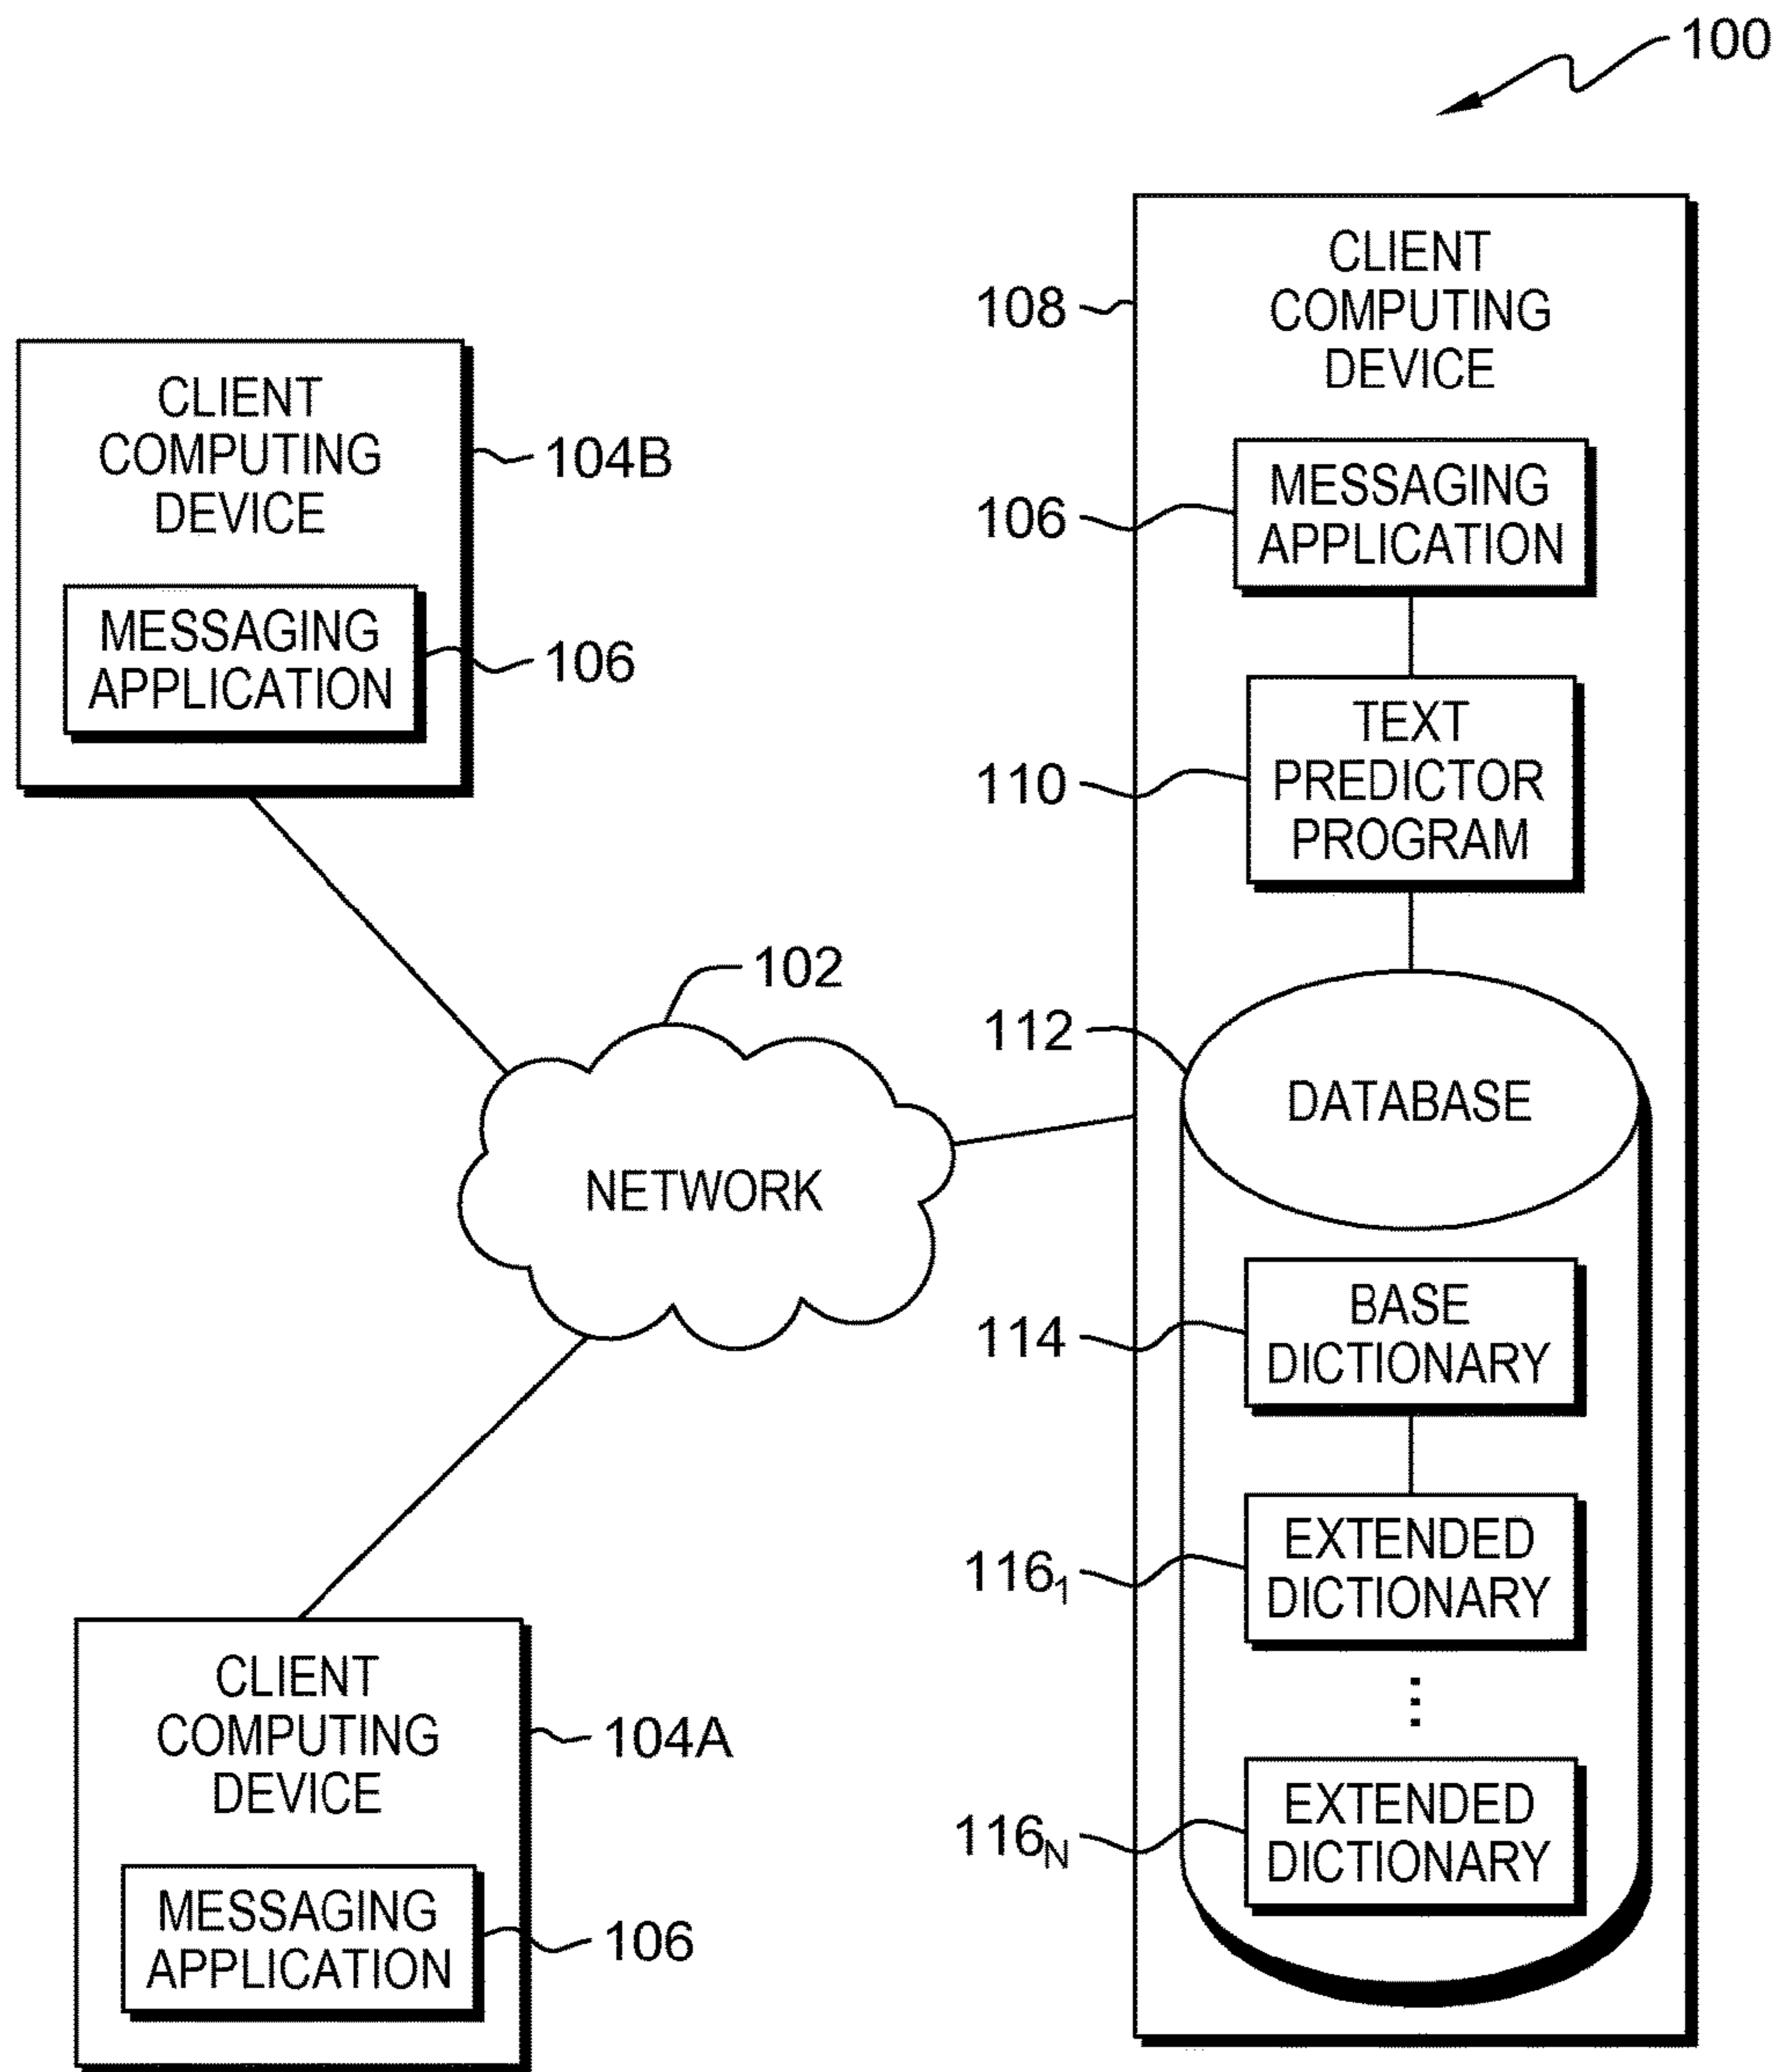 100
CLIENT
COMPUTING
DEVICE
108
MESSAGING
APPLICATION
106
TEXT
PREDICTOR
PROGRAM
110
DATABASE
112
BASE
DICTIONARY
114
EXTENDED
DICTIONARY
116₁
⋮
EXTENDED
DICTIONARY
116N
CLIENT
COMPUTING
DEVICE
104B
MESSAGING
APPLICATION
106
102
NETWORK
CLIENT
COMPUTING
DEVICE
104A
MESSAGING
APPLICATION
106